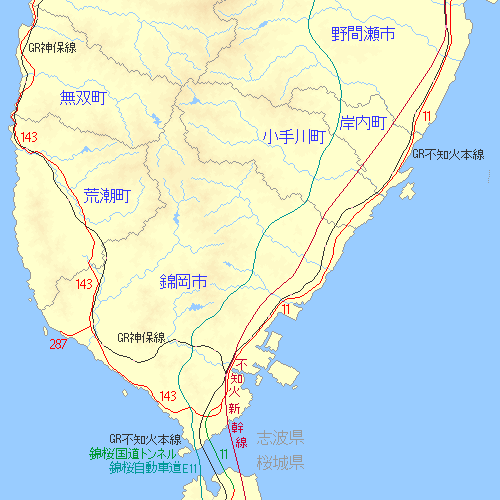 野間瀬市
GR神保線
無双町
岸内町
11
小手川町
143
GR不知火本線
荒潮町
錦岡市
143
11
GR神保線
287
不知火新幹線
143
GR不知火本線
志波県
錦桜国道トンネル
11
桜城県
錦桜自動車道E11